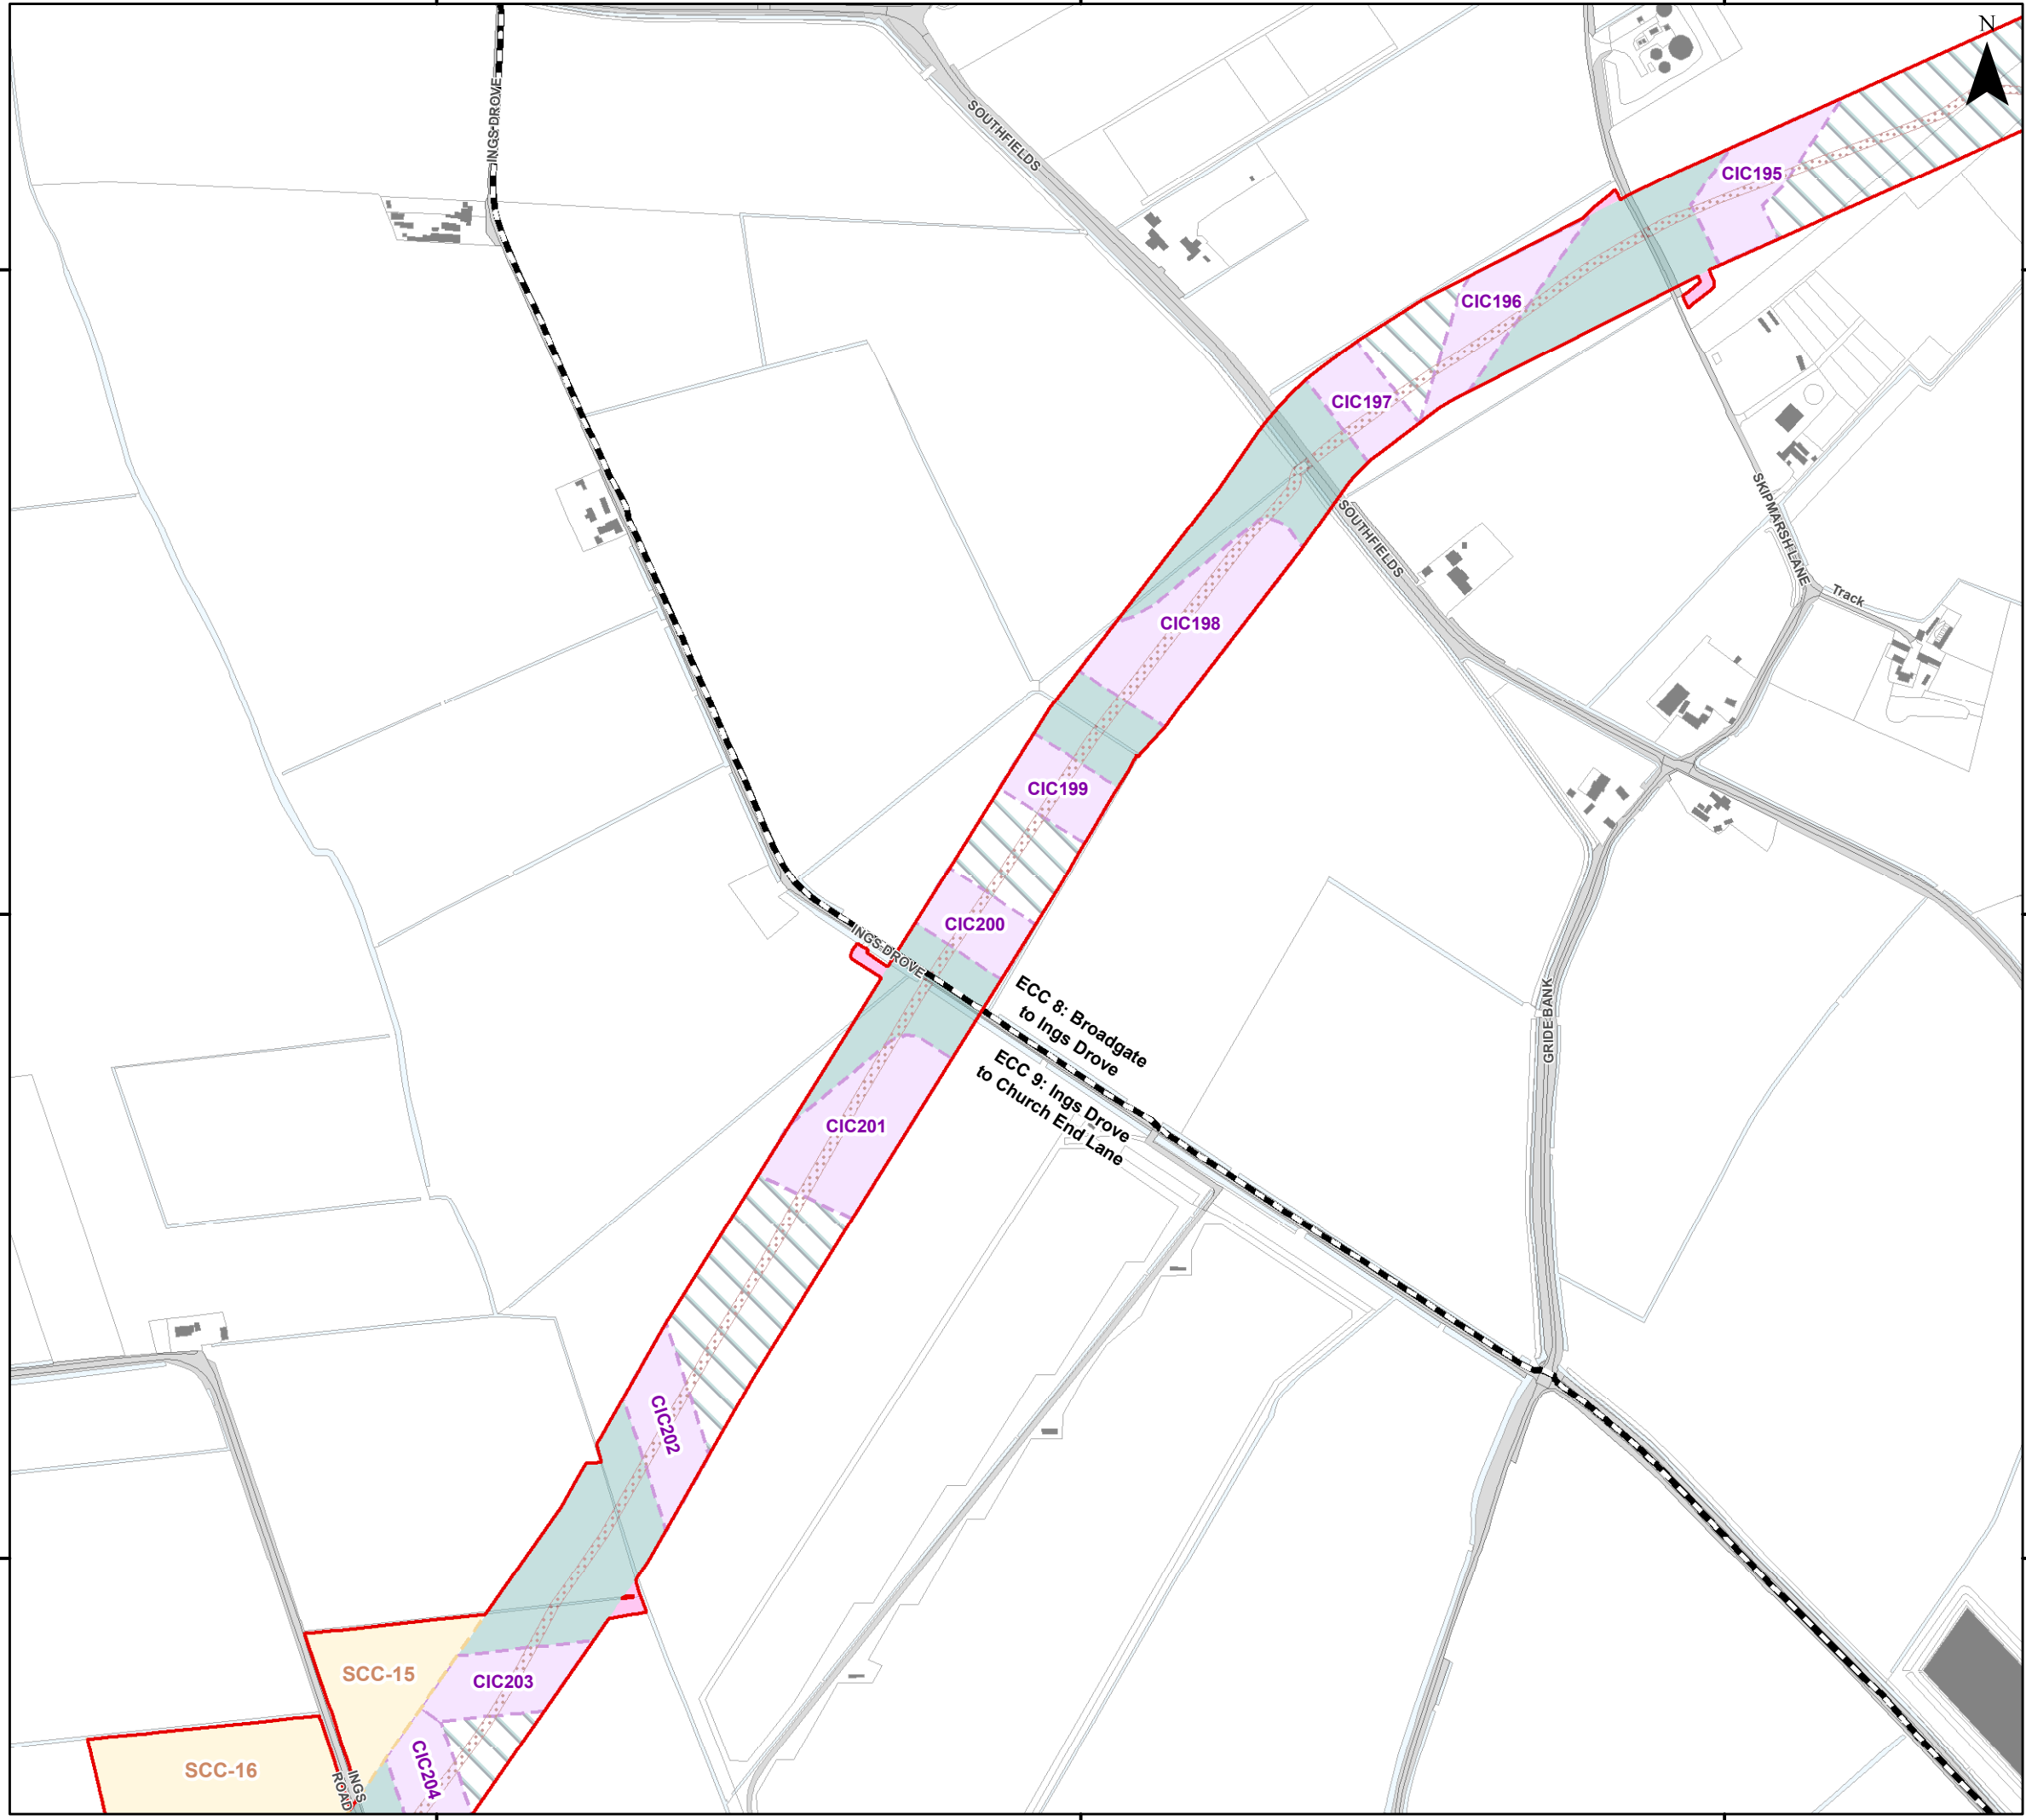 N
INGS DROVE
SOUTHFIELDS
CIC195
CIC196
CIC197
SOUTHFIELDS
SKIPMARSH LANE
Track
CIC198
CIC199
CIC200
INGS DROVE
ECC 8: Broadgate
to Ings Drove
ECC 9: Ings Drove
to Church End Lane
GRIDE BANK
CIC201
CIC202
SCC-15
CIC203
SCC-16
CIC204
INGS
ROAD